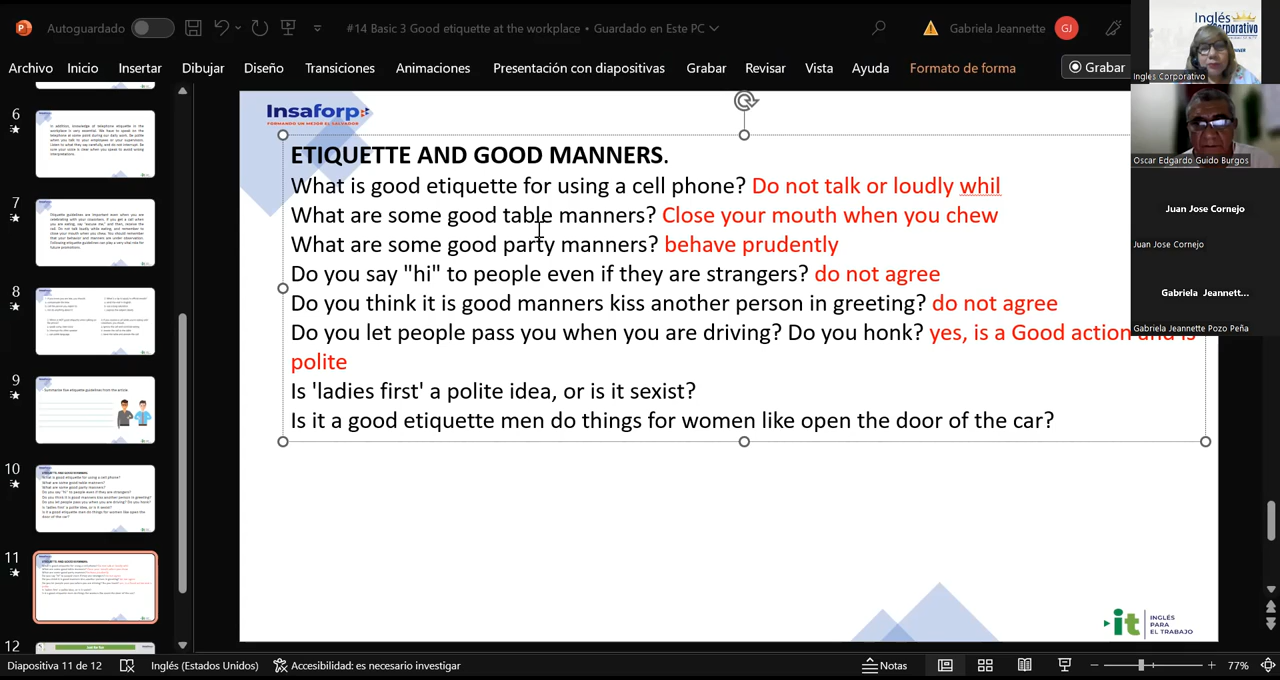 Autoguardado
#14 Basic 3 Good etiquette at the workplace • Guardado en Este PC
Gabriela Jeannette
GJ
Archivo
Inicio
Insertar
Dibujar
Diseño
Transiciones
Animaciones
Presentación con diapositivas
Grabar
Revisar
Vista
Ayuda
Formato de forma
Grabar
Inglés
Corporativo
Ingles Corporativo
Oscar Edgardo Guido Burgos
Juan Jose Cornejo
Juan Jose Cornejo
Gabriela Jeannett...
Gabriela Jeannette Pozo Peña
6
7
8
9
10
11
12
Insaforp
FORMANDO UN MEJOR EL SALVADOR
ETIQUETTE AND GOOD MANNERS.
What is good etiquette for using a cell phone? Do not talk or loudly whil
What are some good table manners? Close your mouth when you chew
What are some good party manners? behave prudently
Do you say "hi" to people even if they are strangers? do not agree
Do you think it is good manners kiss another person in greeting? do not agree
Do you let people pass you when you are driving? Do you honk? yes, is a Good action and is
polite
Is 'ladies first' a polite idea, or is it sexist?
Is it a good etiquette men do things for women like open the door of the car?
it
INGLÉS
PARA
EL TRABAJO
Diapositiva 11 de 12
Inglés (Estados Unidos)
Accesibilidad: es necesario investigar
Notas
77%